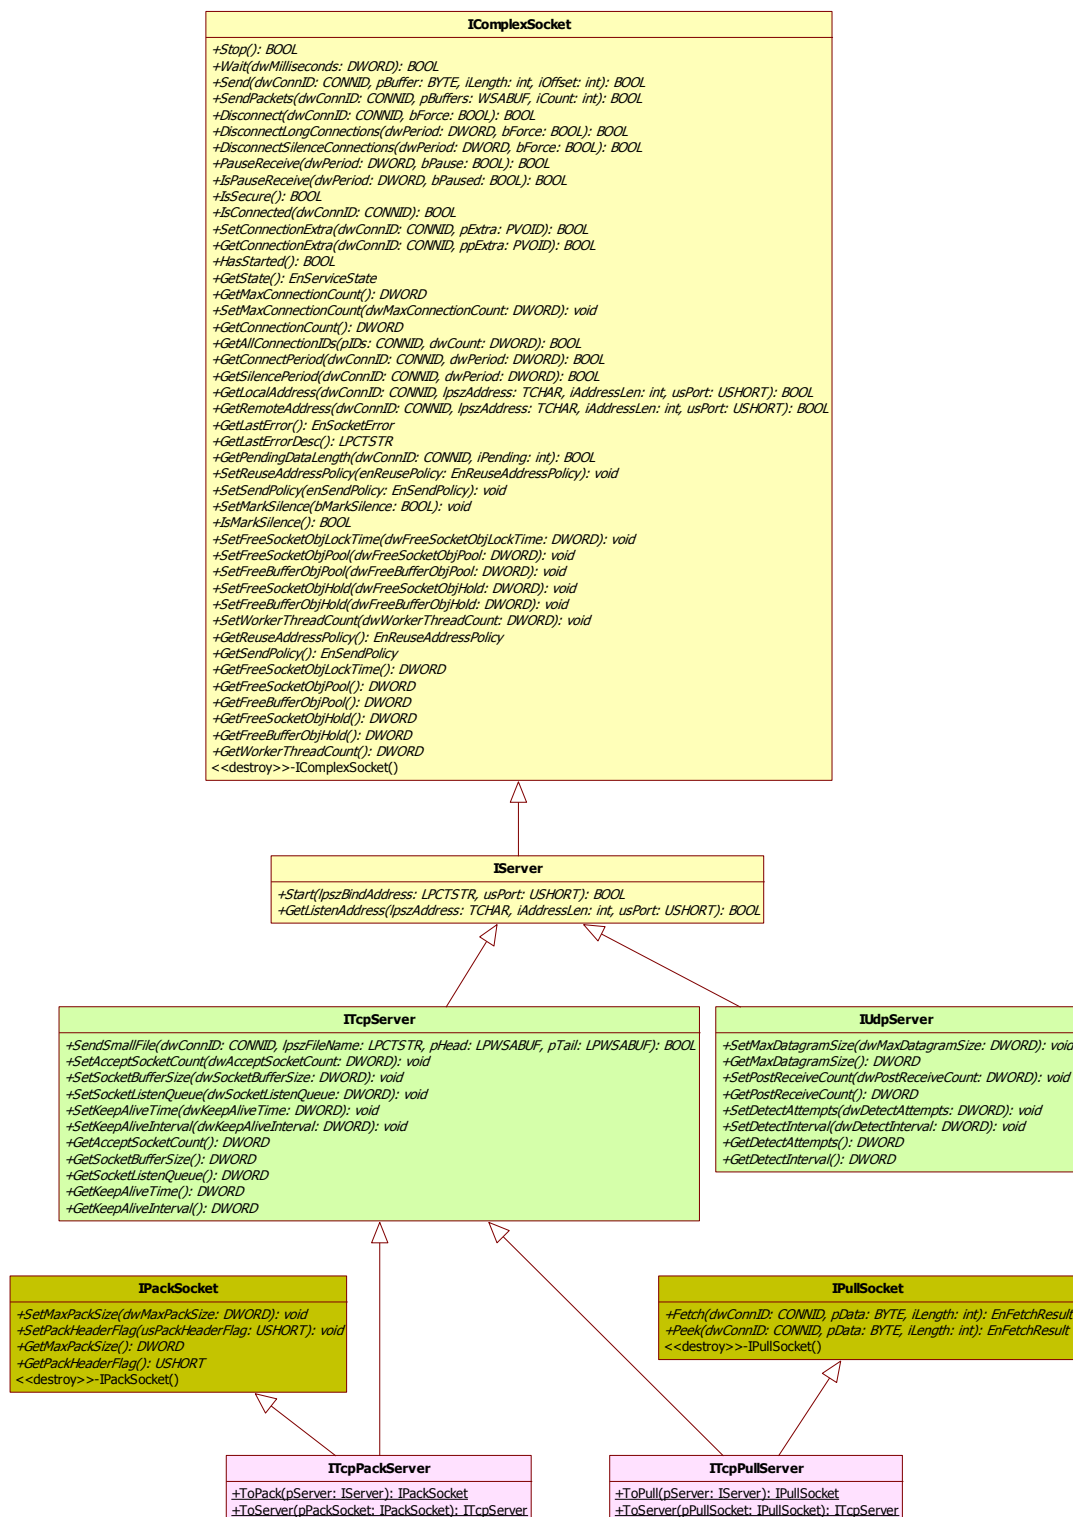 IComplexSocket
+Stop(): BOOL
+Wait(dwMilliseconds: DWORD): BOOL
+Send(dwConnID: CONNID, pBuffer: BYTE, iLength: int, iOffset: int): BOOL
+SendPackets(dwConnID: CONNID, pBuffers: WSABUF, iCount: int): BOOL
+Disconnect(dwConnID: CONNID, bForce: BOOL): BOOL
+DisconnectLongConnections(dwPeriod: DWORD, bForce: BOOL): BOOL
+DisconnectSilenceConnections(dwPeriod: DWORD, bForce: BOOL): BOOL
+PauseReceive(dwPeriod: DWORD, bPause: BOOL): BOOL
+IsPauseReceive(dwPeriod: DWORD, bPaused: BOOL): BOOL
+IsSecure(): BOOL
+IsConnected(dwConnID: CONNID): BOOL
+SetConnectionExtra(dwConnID: CONNID, pExtra: PVOID): BOOL
+GetConnectionExtra(dwConnID: CONNID, ppExtra: PVOID): BOOL
+HasStarted(): BOOL
+GetState(): EnServiceState
+GetMaxConnectionCount(): DWORD
+SetMaxConnectionCount(dwMaxConnectionCount: DWORD): void
+GetConnectionCount(): DWORD
+GetAllConnectionIDs(pIDs: CONNID, dwCount: DWORD): BOOL
+GetConnectPeriod(dwConnID: CONNID, dwPeriod: DWORD): BOOL
+GetSilencePeriod(dwConnID: CONNID, dwPeriod: DWORD): BOOL
+GetLocalAddress(dwConnID: CONNID, lpszAddress: TCHAR, iAddressLen: int, usPort: USHORT): BOOL
+GetRemoteAddress(dwConnID: CONNID, lpszAddress: TCHAR, iAddressLen: int, usPort: USHORT): BOOL
+GetLastError(): EnSocketError
+GetLastErrorDesc(): LPCTSTR
+GetPendingDataLength(dwConnID: CONNID, iPending: int): BOOL
+SetReuseAddressPolicy(enReusePolicy: EnReuseAddressPolicy): void
+SetSendPolicy(enSendPolicy: EnSendPolicy): void
+SetMarkSilence(bMarkSilence: BOOL): void
+IsMarkSilence(): BOOL
+SetFreeSocketObjLockTime(dwFreeSocketObjLockTime: DWORD): void
+SetFreeSocketObjPool(dwFreeSocketObjPool: DWORD): void
+SetFreeBufferObjPool(dwFreeBufferObjPool: DWORD): void
+SetFreeSocketObjHold(dwFreeSocketObjHold: DWORD): void
+SetFreeBufferObjHold(dwFreeBufferObjHold: DWORD): void
+SetWorkerThreadCount(dwWorkerThreadCount: DWORD): void
+GetReuseAddressPolicy(): EnReuseAddressPolicy
+GetSendPolicy(): EnSendPolicy
+GetFreeSocketObjLockTime(): DWORD
+GetFreeSocketObjPool(): DWORD
+GetFreeBufferObjPool(): DWORD
+GetFreeSocketObjHold(): DWORD
+GetFreeBufferObjHold(): DWORD
+GetWorkerThreadCount(): DWORD
<<destroy>>-IComplexSocket()
IServer
+Start(lpszBindAddress: LPCTSTR, usPort: USHORT): BOOL
+GetListenAddress(lpszAddress: TCHAR, iAddressLen: int, usPort: USHORT): BOOL
ITcpServer
+SendSmallFile(dwConnID: CONNID, lpszFileName: LPCTSTR, pHead: LPWSABUF, pTail: LPWSABUF): BOOL
+SetAcceptSocketCount(dwAcceptSocketCount: DWORD): void
+SetSocketBufferSize(dwSocketBufferSize: DWORD): void
+SetSocketListenQueue(dwSocketListenQueue: DWORD): void
+SetKeepAliveTime(dwKeepAliveTime: DWORD): void
+SetKeepAliveInterval(dwKeepAliveInterval: DWORD): void
+GetAcceptSocketCount(): DWORD
+GetSocketBufferSize(): DWORD
+GetSocketListenQueue(): DWORD
+GetKeepAliveTime(): DWORD
+GetKeepAliveInterval(): DWORD
IUdpServer
+SetMaxDatagramSize(dwMaxDatagramSize: DWORD): void
+GetMaxDatagramSize(): DWORD
+SetPostReceiveCount(dwPostReceiveCount: DWORD): void
+GetPostReceiveCount(): DWORD
+SetDetectAttempts(dwDetectAttempts: DWORD): void
+SetDetectInterval(dwDetectInterval: DWORD): void
+GetDetectAttempts(): DWORD
+GetDetectInterval(): DWORD
IPackSocket
+SetMaxPackSize(dwMaxPackSize: DWORD): void
+SetPackHeaderFlag(usPackHeaderFlag: USHORT): void
+GetMaxPackSize(): DWORD
+GetPackHeaderFlag(): USHORT
<<destroy>>-IPackSocket()
IPullSocket
+Fetch(dwConnID: CONNID, pData: BYTE, iLength: int): EnFetchResult
+Peek(dwConnID: CONNID, pData: BYTE, iLength: int): EnFetchResult
<<destroy>>-IPullSocket()
ITcpPackServer
+ToPack(pServer: IServer): IPackSocket
+ToServer(pPackSocket: IPackSocket): ITcpServer
ITcpPullServer
+ToPull(pServer: IServer): IPullSocket
+ToServer(pPullSocket: IPullSocket): ITcpServer